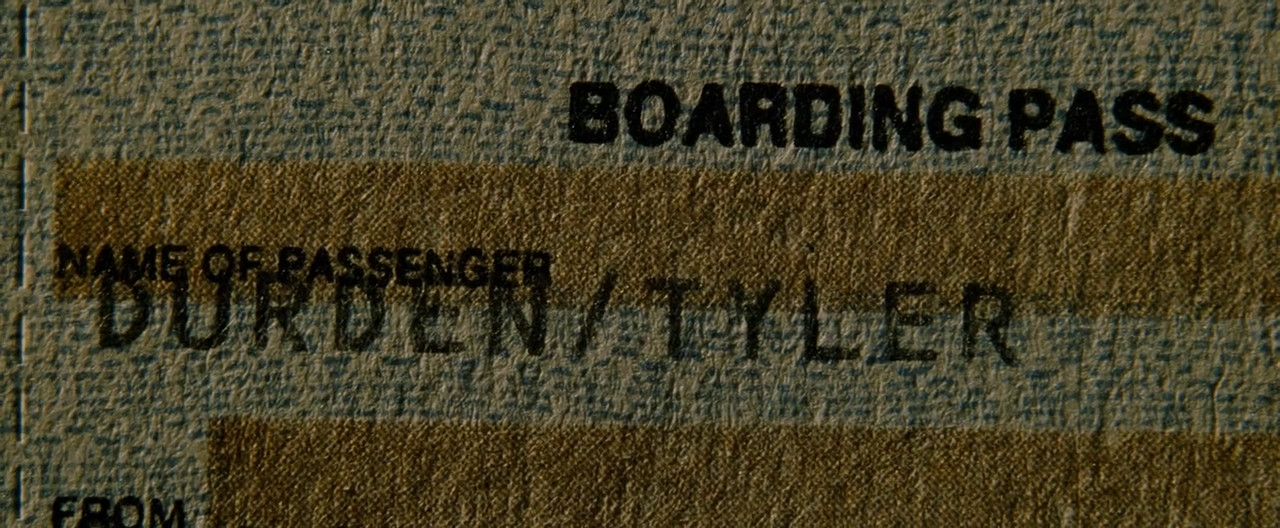 BOARDING PASS
NAME OF PASSENGER
DURDEN/TYLER
FROM